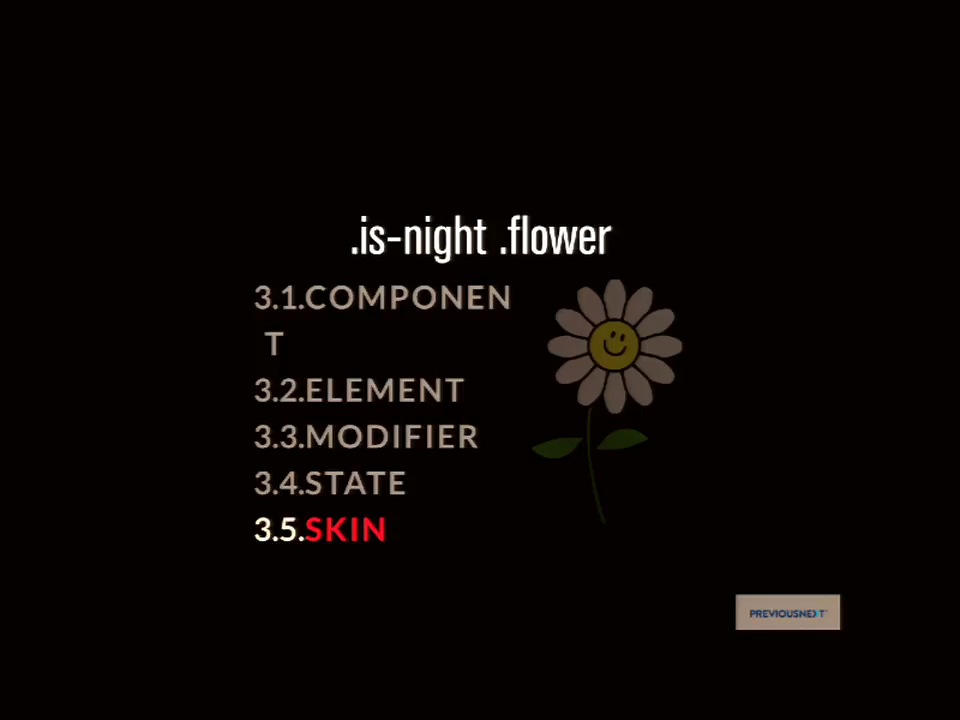 .is-night .flower
3.1.COMPONEN
T
3.2.ELEMENT
3.3.MODIFIER
3.4.STATE
3.5.SKIN
PREVIOUSNEXT